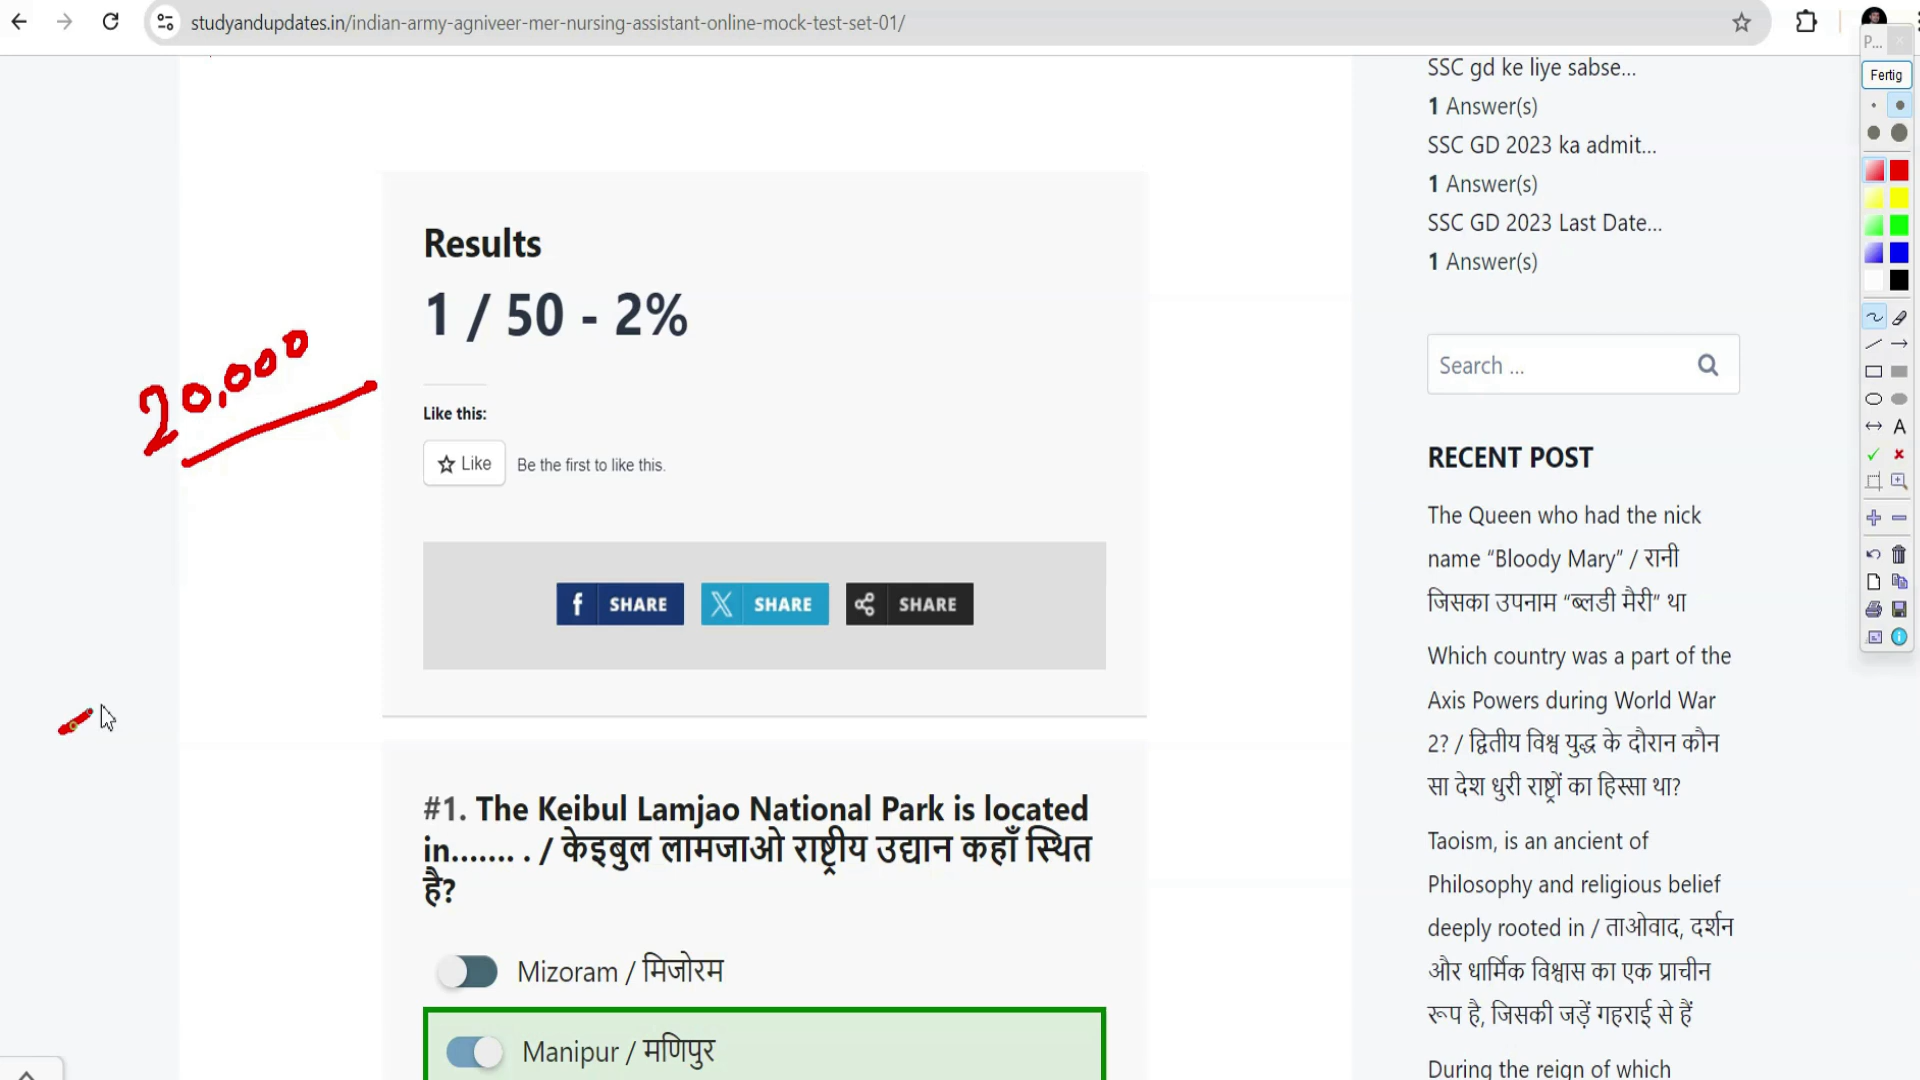 studyandupdates.in/indian-army-agniveer-mer-nursing-assistant-online-mock-test-set-01/
P...
Fertig
SSC gd ke liye sabse...
1 Answer(s)
SSC GD 2023 ka admit...
1 Answer(s)
SSC GD 2023 Last Date...
1 Answer(s)
Results
1 / 50 - 2%
20,000
Like this:
Like
Be the first to like this.
SHARE
SHARE
SHARE
#1. The Keibul Lamjao National Park is located
in....... . / केइबुल लामजाओ राष्ट्रीय उद्यान कहाँ स्थित
है?
Mizoram / मिजोरम
Manipur / मणिपुर
Search ...
RECENT POST
The Queen who had the nick
name “Bloody Mary” / रानी
जिसका उपनाम “ब्लडी मैरी” था
Which country was a part of the
Axis Powers during World War
2? / द्वितीय विश्व युद्ध के दौरान कौन
सा देश धुरी राष्ट्रों का हिस्सा था?
Taoism, is an ancient of
Philosophy and religious belief
deeply rooted in / ताओवाद, दर्शन
और धार्मिक विश्वास का एक प्राचीन
रूप है, जिसकी जड़ें गहराई से हैं
During the reign of which